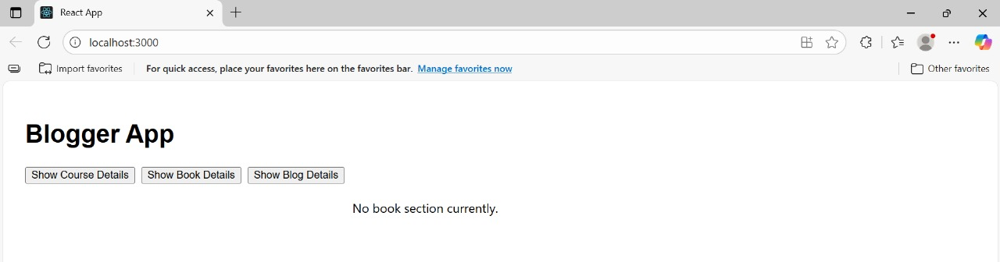 React App
localhost:3000
Import favorites For quick access, place your favorites here on the favorites bar. Manage favorites now Other favorites
Blogger App
Show Course Details Show Book Details Show Blog Details
No book section currently.